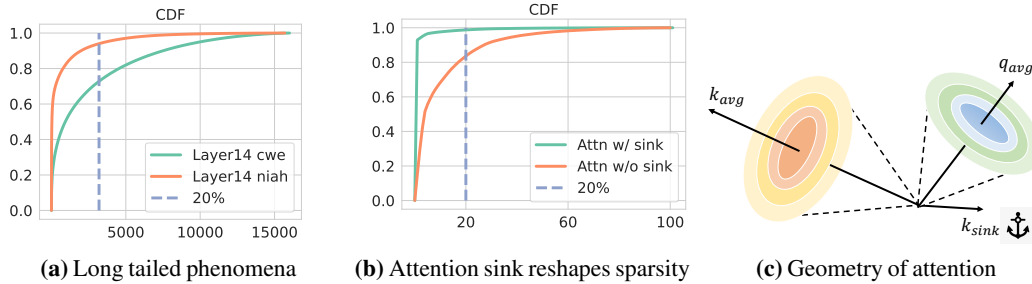 CDF
1.0
0.8
0.6
0.4
0.2
0.0
5000
10000
15000
Layer14 cwe
Layer14 niah
20%
(a) Long tailed phenomena
CDF
1.0
0.8
0.6
0.4
0.2
0.0
20
60
100
Attn w/ sink
Attn w/o sink
20%
(b) Attention sink reshapes sparsity
k_avg
q_avg
k_sink
(c) Geometry of attention